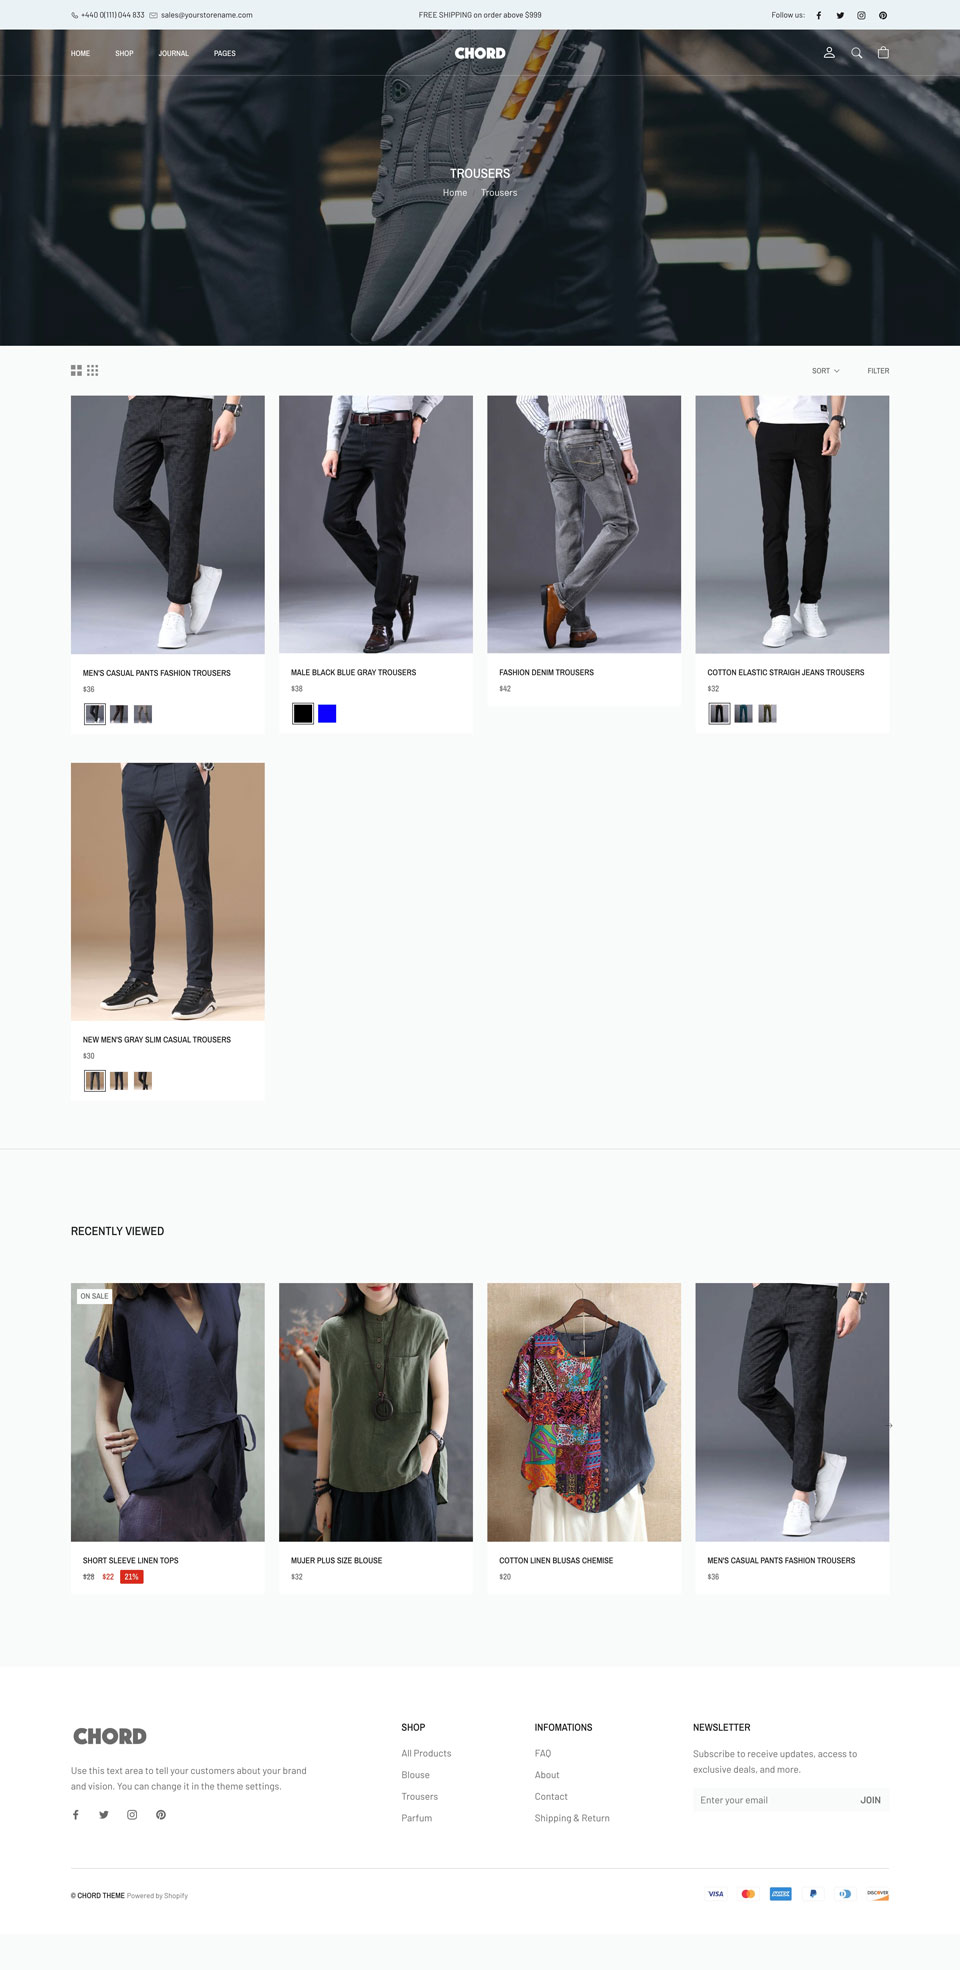 +440 0(111) 044 833 sales@yourstorename.com FREE SHIPPING on order above $999 Follow us:
HOME SHOP JOURNAL PAGES CHORD
TROUSERS
Home Trousers
SORT FILTER
MEN'S CASUAL PANTS FASHION TROUSERS
$36
MALE BLACK BLUE GRAY TROUSERS
$38
FASHION DENIM TROUSERS
$42
COTTON ELASTIC STRAIGH JEANS TROUSERS
$32
NEW MEN'S GRAY SLIM CASUAL TROUSERS
$30
RECENTLY VIEWED
ON SALE
SHORT SLEEVE LINEN TOPS
$28 $22 21%
MUJER PLUS SIZE BLOUSE
$32
COTTON LINEN BLUSAS CHEMISE
$20
MEN'S CASUAL PANTS FASHION TROUSERS
$36
CHORD
Use this text area to tell your customers about your brand
and vision. You can change it in the theme settings.
SHOP
All Products
Blouse
Trousers
Parfum
INFOMATIONS
FAQ
About
Contact
Shipping & Return
NEWSLETTER
Subscribe to receive updates, access to
exclusive deals, and more.
Enter your email JOIN
© CHORD THEME Powered by Shopify
VISA DISCOVER